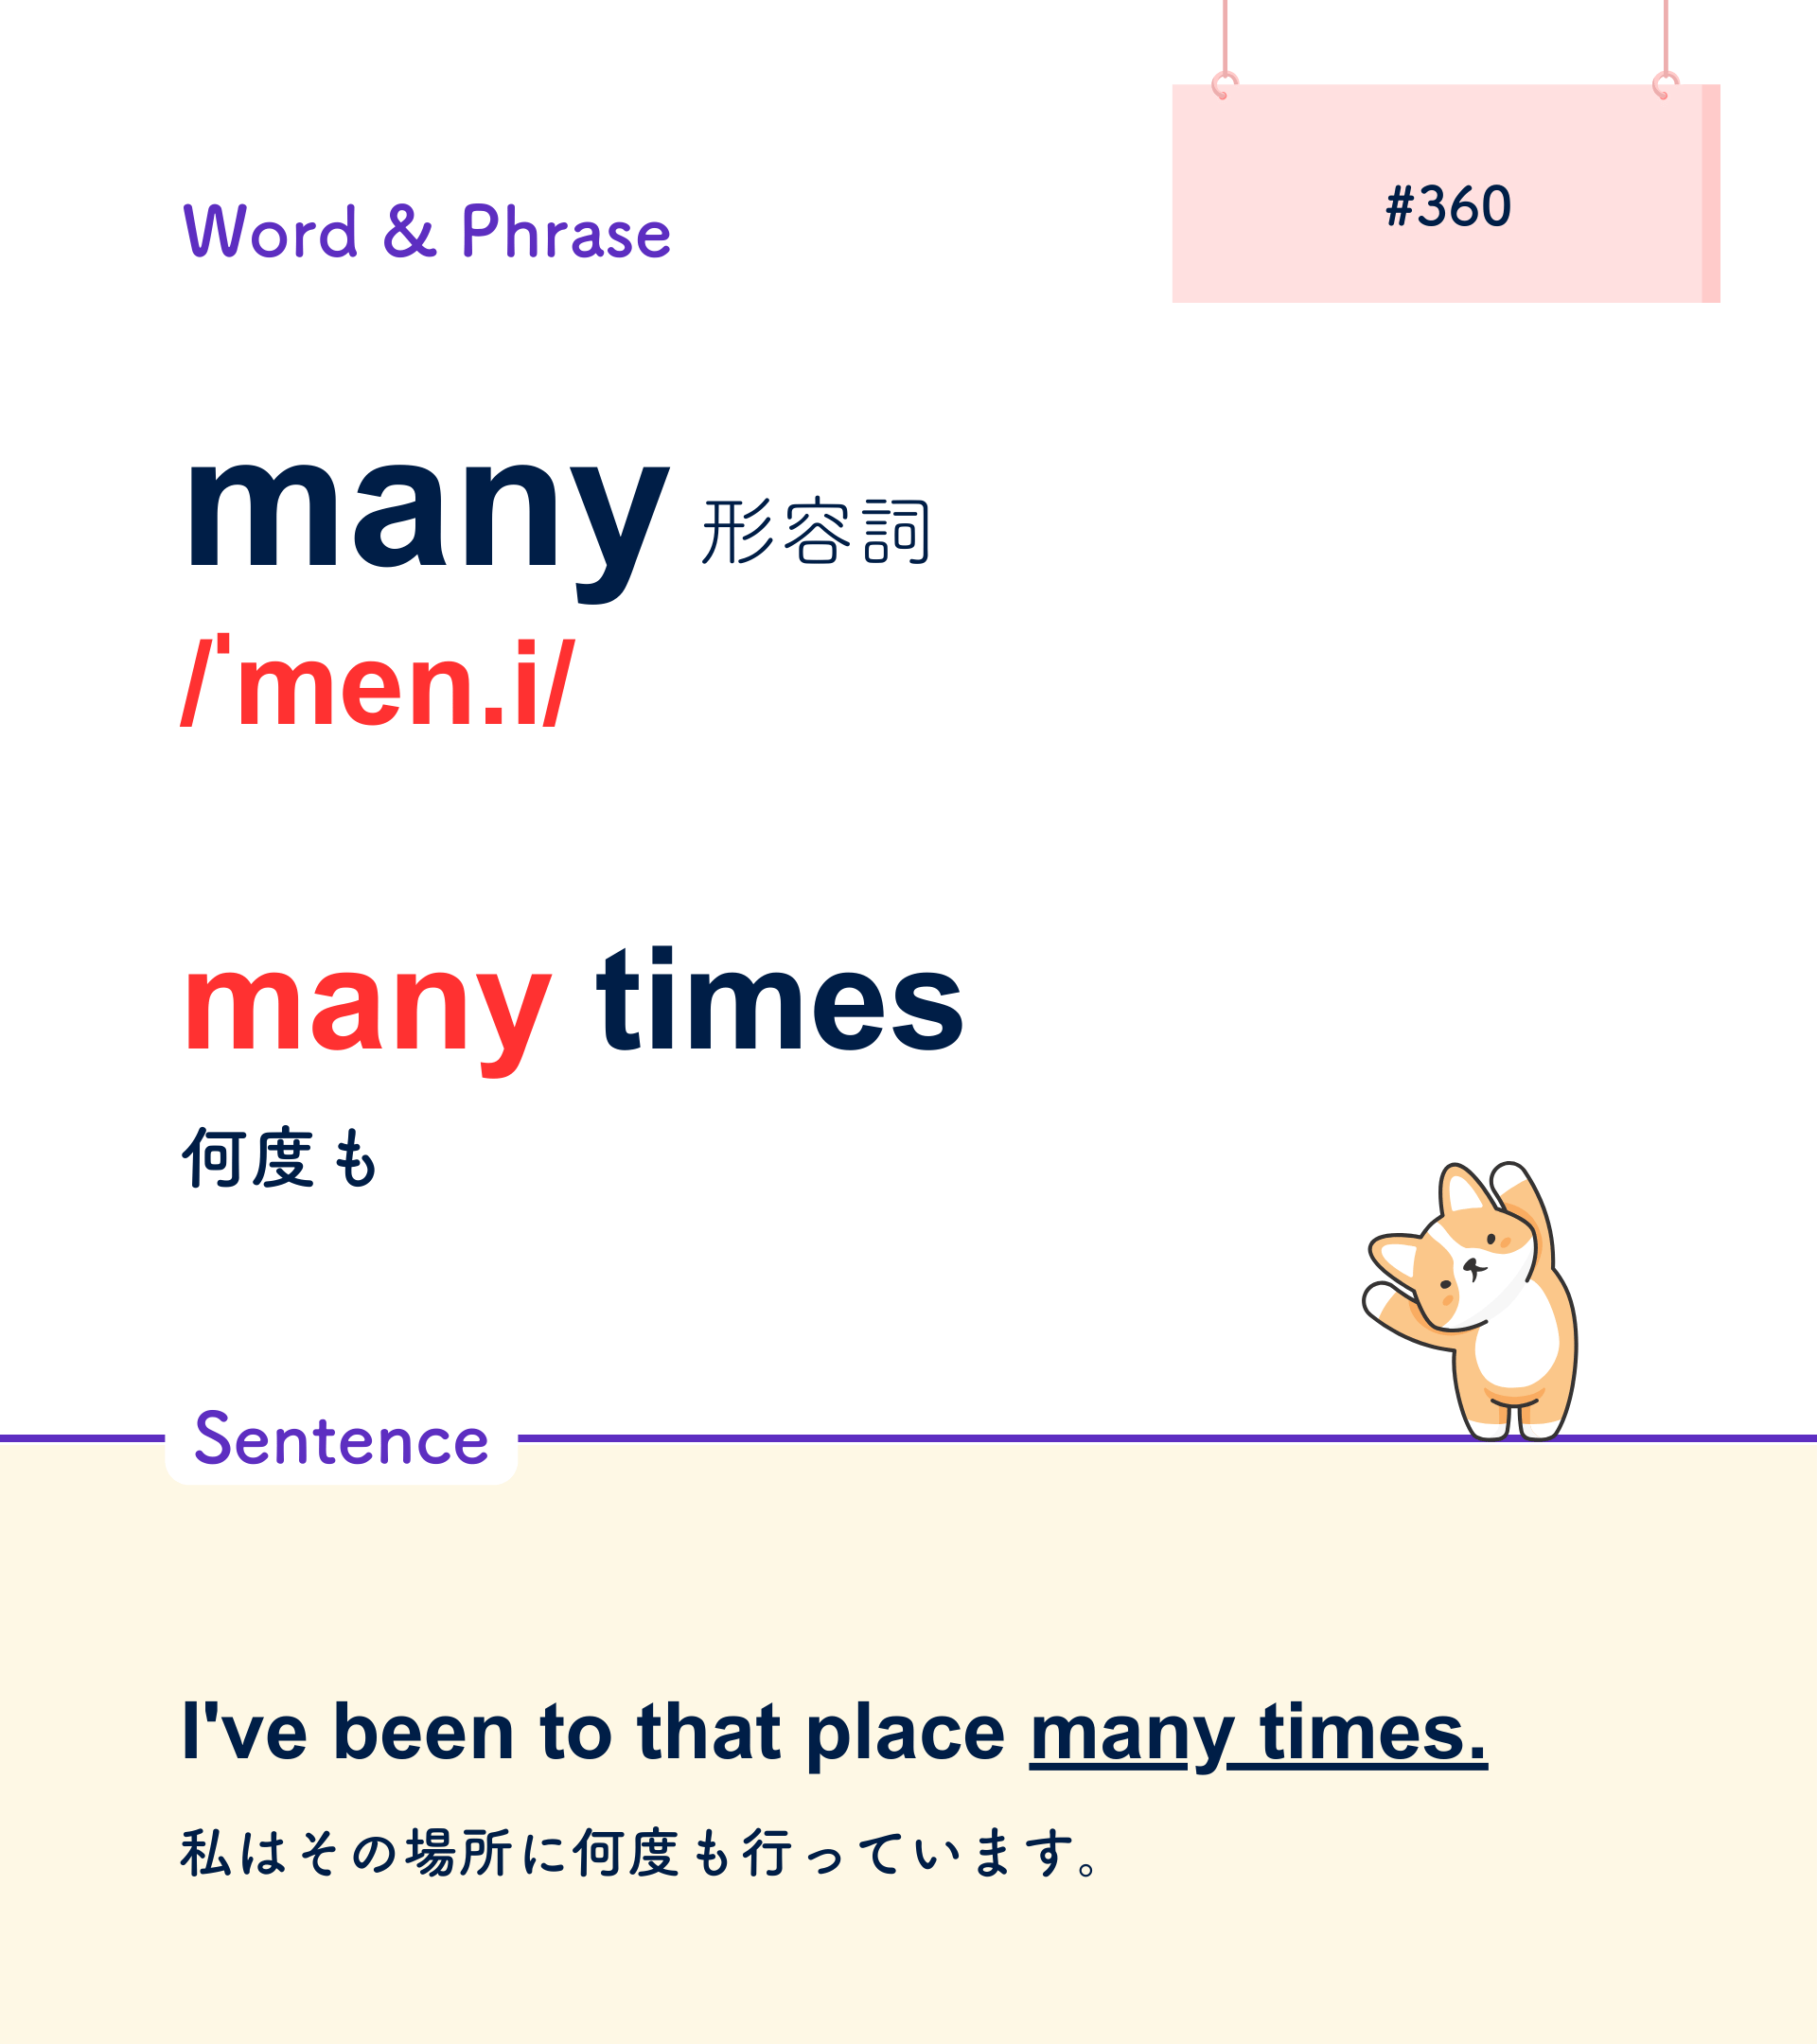 #360
Word & Phrase
many 形容詞
/ˈmen.i/
many times
何度も
Sentence
I've been to that place many times.
私はその場所に何度も行っています。